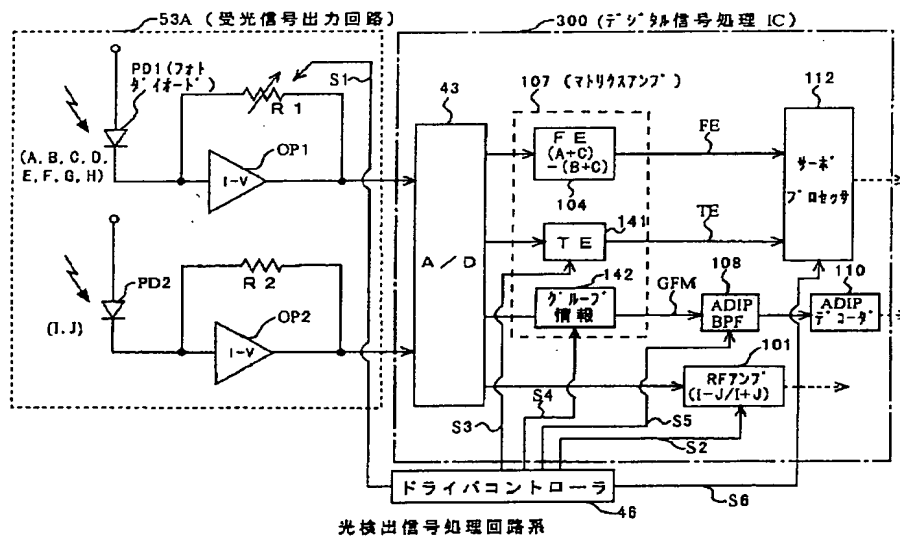 53A (受光信号出力回路)
300 (デジタル信号処理 IC)
PD1 (フォト
ダイオード)
S1
R1
(A, B, C, D,
E, F, G, H)
OP1
I-V
PD2
(I, J)
R2
OP2
I-V
43
A/D
107 (マトリクスアンプ)
FE
(A+C)
-(B+C)
104
FE
141
TE
TE
142
グルーブ
情報
GFM
108
ADIP
BPF
110
ADIP
デコーダ
101
RFアンプ
(I-J/I+J)
112
サーボ
プロセッサ
S3
S4
S5
S2
S6
ドライバコントローラ
46
光検出信号処理回路系